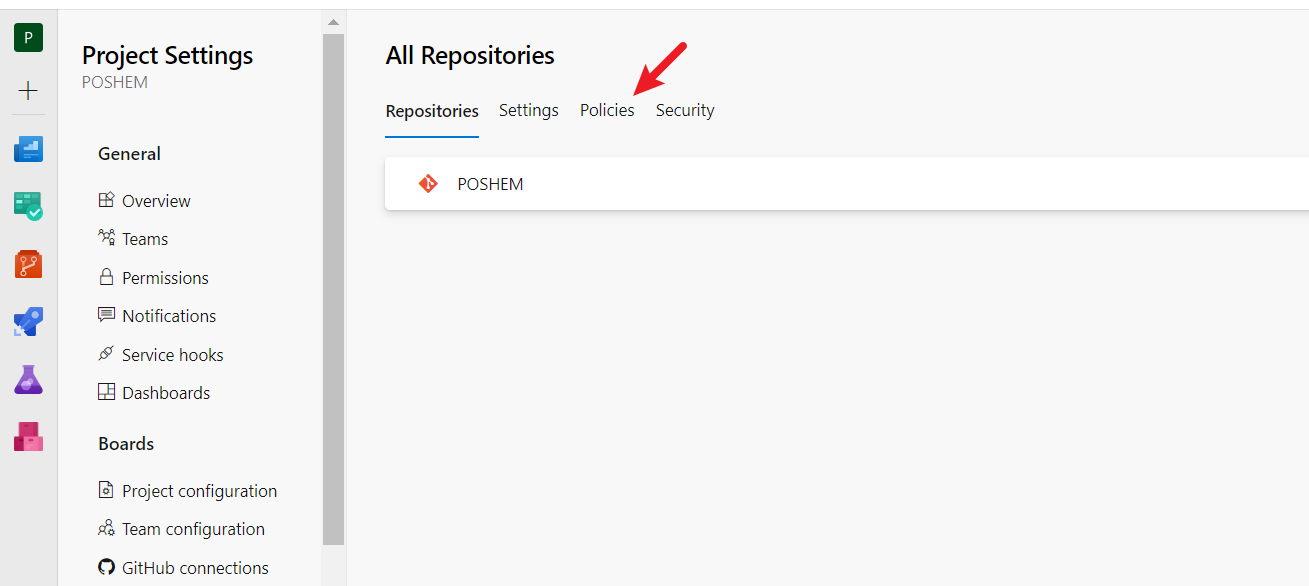 P
Project Settings
POSHEM
General
Overview
Teams
Permissions
Notifications
Service hooks
Dashboards
Boards
Project configuration
Team configuration
GitHub connections
All Repositories
Repositories Settings Policies Security
POSHEM